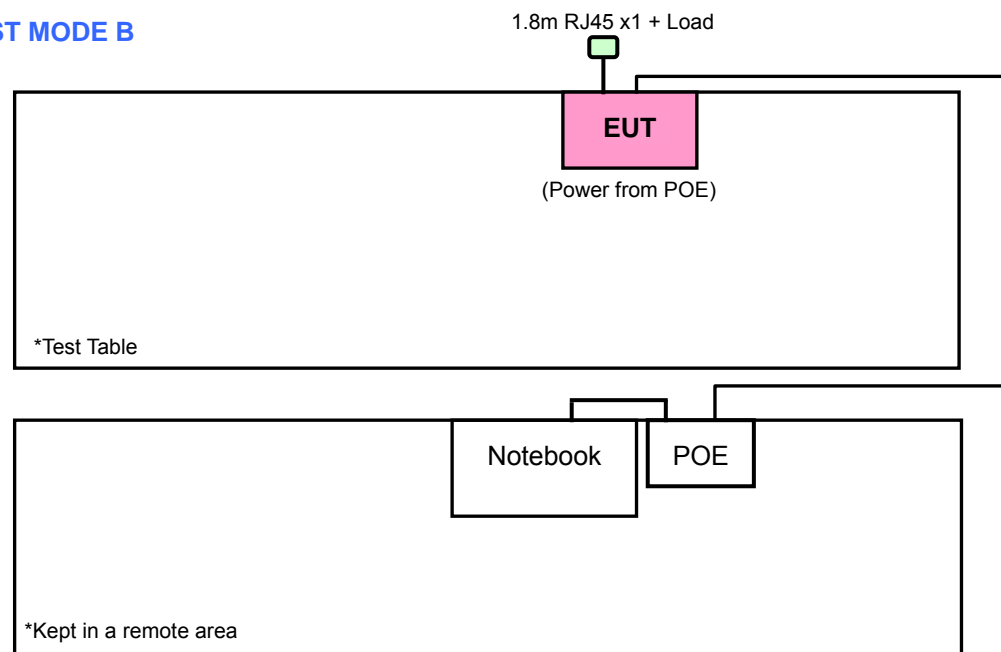 ST MODE B
1.8m RJ45 x1 + Load
EUT
(Power from POE)
*Test Table
Notebook
POE
*Kept in a remote area